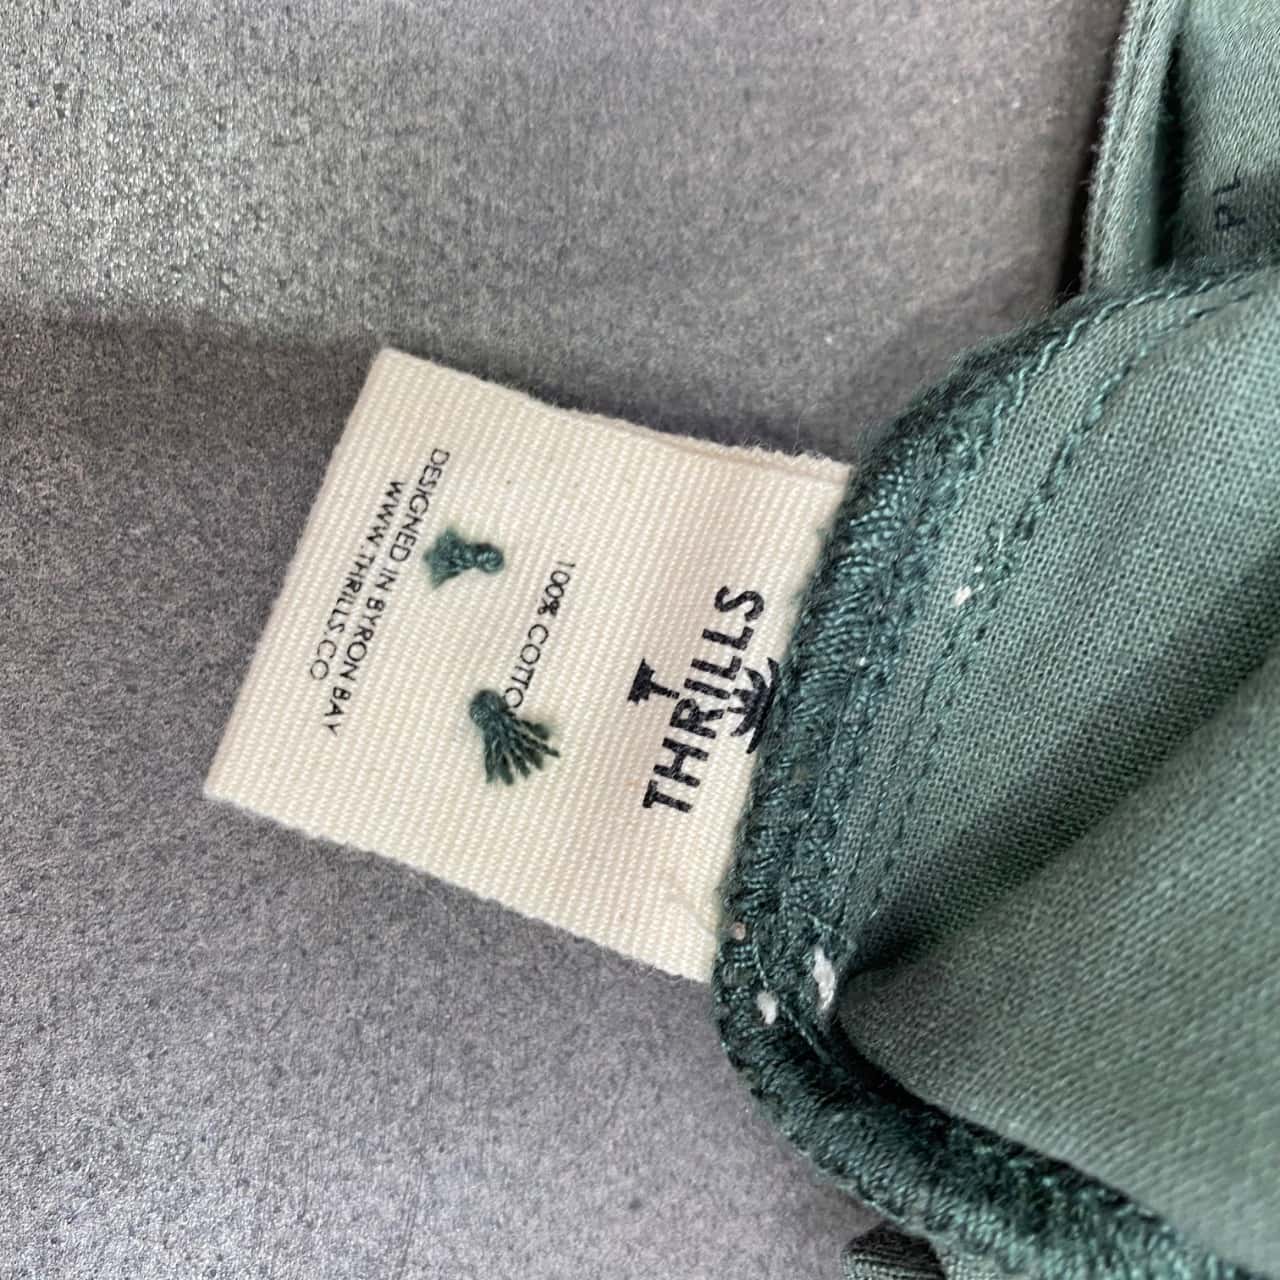 T
THRILLS
100% COTTO
DESIGNED IN BYRON BAY
WWW.THRILLS.CO